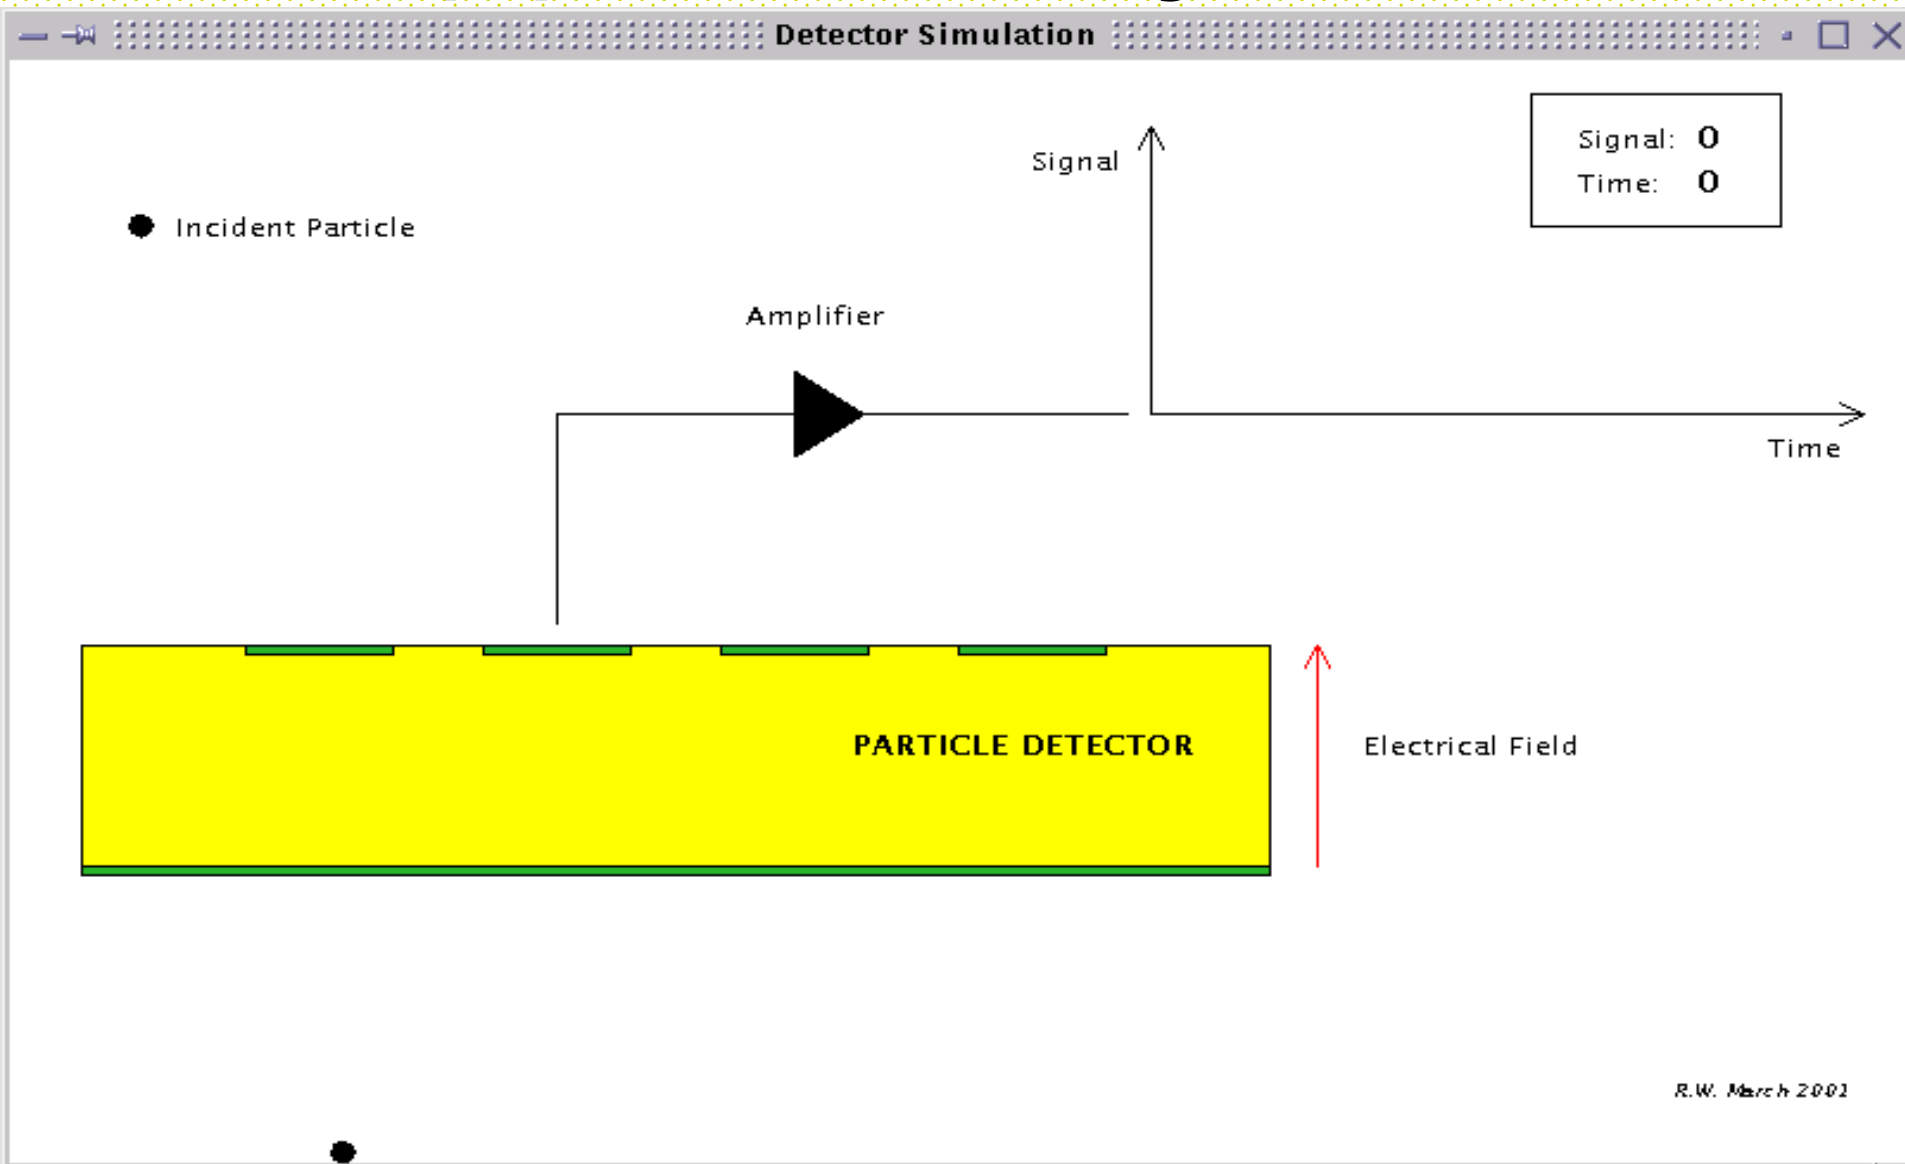 Detector Simulation
Signal: 0
Time: 0
Signal
Incident Particle
Amplifier
Time
PARTICLE DETECTOR
Electrical Field
R.W. March 2001